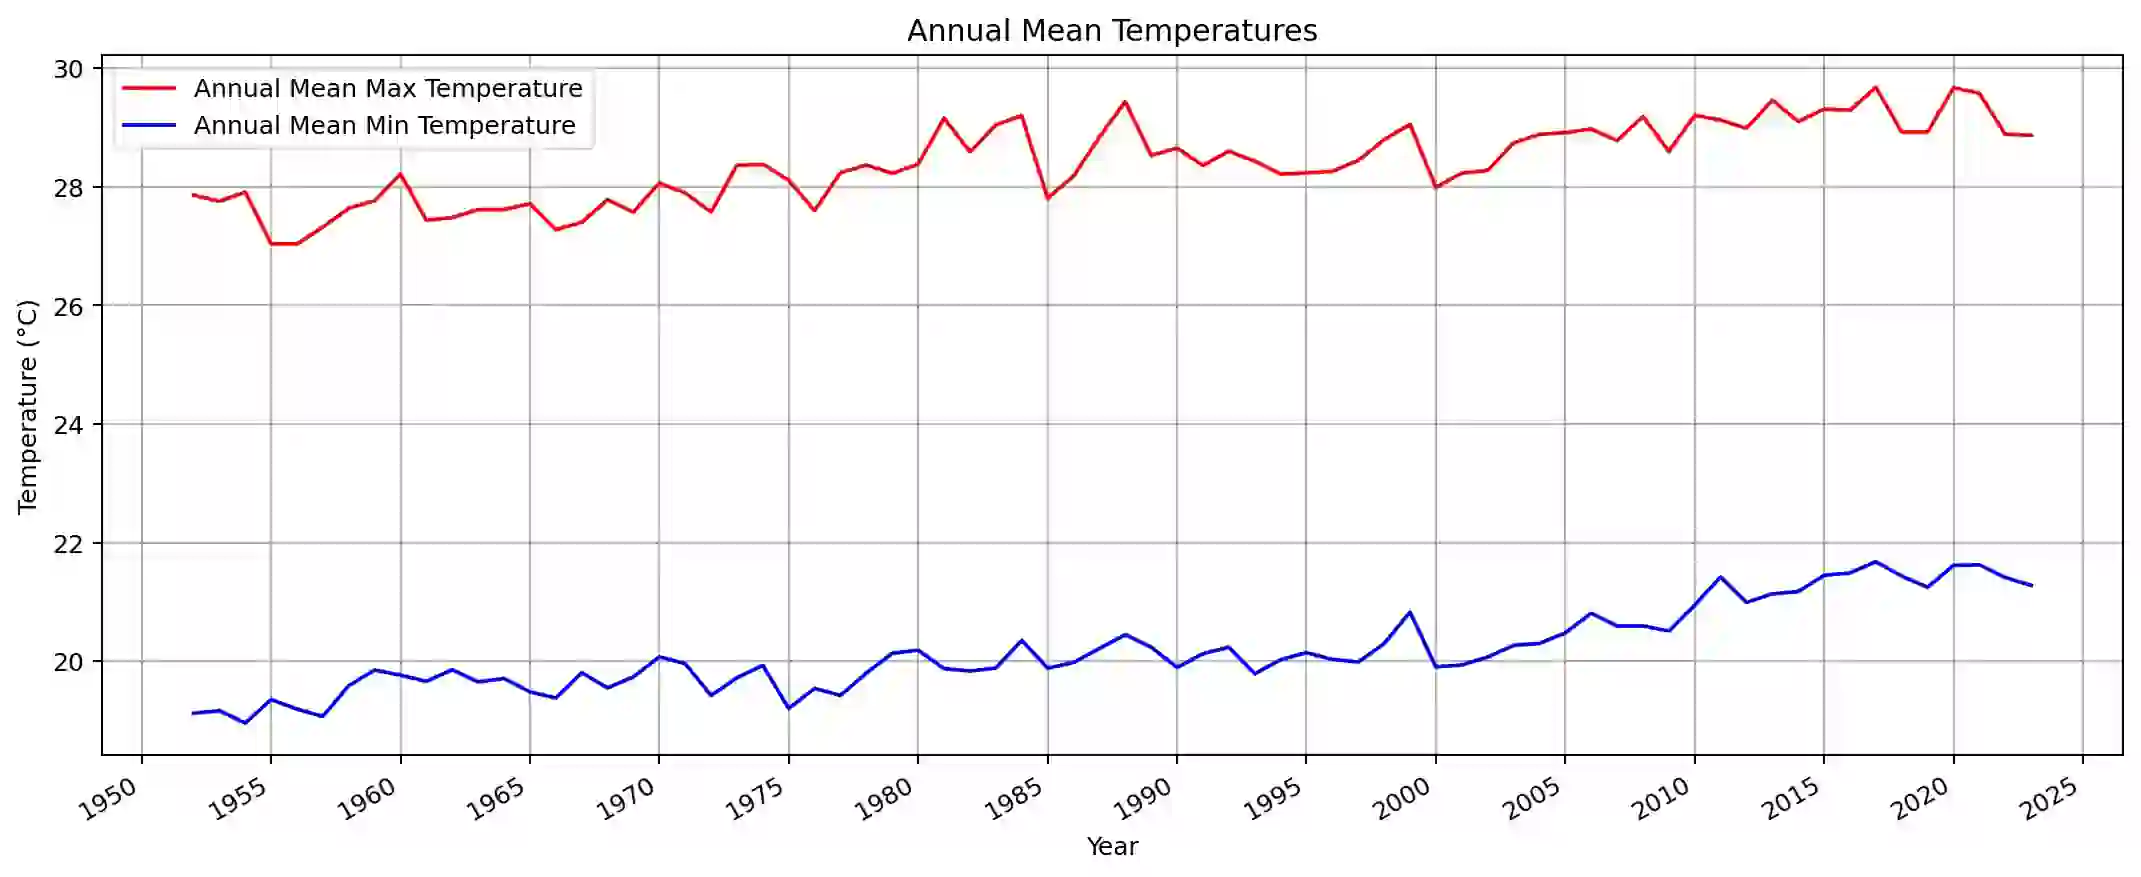 Annual Mean Temperatures
Annual Mean Max Temperature
Annual Mean Min Temperature
Temperature (°C)
30
28
26
24
22
20
1950 1955 1960 1965 1970 1975 1980 1985 1990 1995 2000 2005 2010 2015 2020 2025
Year